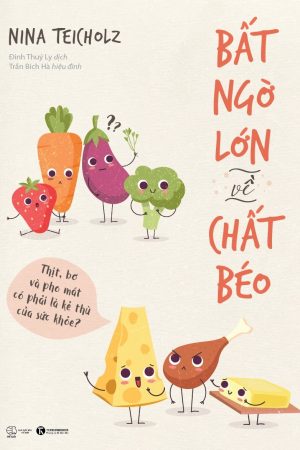 NINA TEICHOLZ
Đinh Thuỳ Ly dịch
Trần Bích Hà hiệu đính
BẤT
NGỜ
LỚN
về
CHẤT
BÉO
??
Thịt, bơ
và pho mát
có phải là kẻ thù
của sức khỏe?